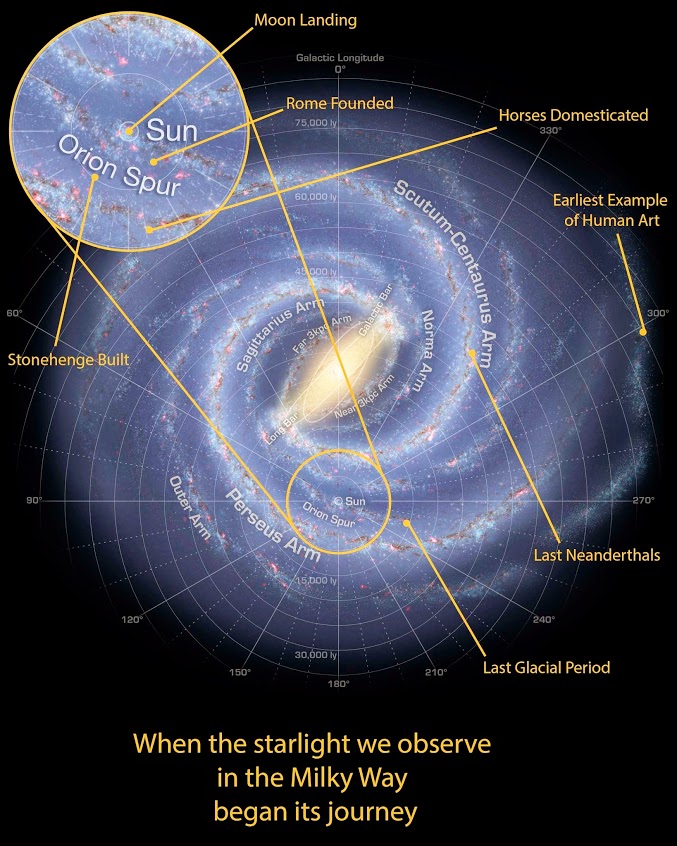 Moon Landing
Galactic Longitude
0°
Rome Founded
Horses Domesticated
330°
75,000 ly
Sun
Orion Spur
Scutum-Centaurus Arm
60,000 ly
Earliest Example
of Human Art
45,000 ly
60°
300°
Sagittarius Arm
Far 3kpc Arm
Galactic Bar
Norma Arm
Stonehenge Built
Near 3kpc Arm
Long Bar
90°
Sun
Orion Spur
270°
Outer Arm
Perseus Arm
Last Neanderthals
15,000 ly
120°
240°
30,000 ly
Last Glacial Period
150°
210°
180°
When the starlight we observe
in the Milky Way
began its journey